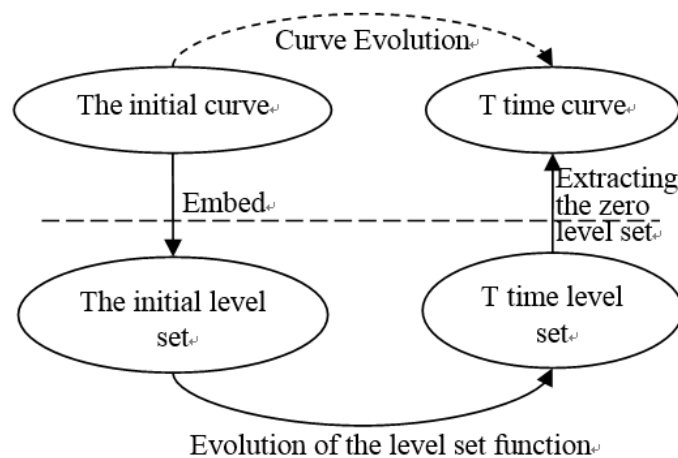 Curve Evolution
The initial curve
T time curve
Embed
Extracting
the zero
level set
The initial level
set
T time level
set
Evolution of the level set function